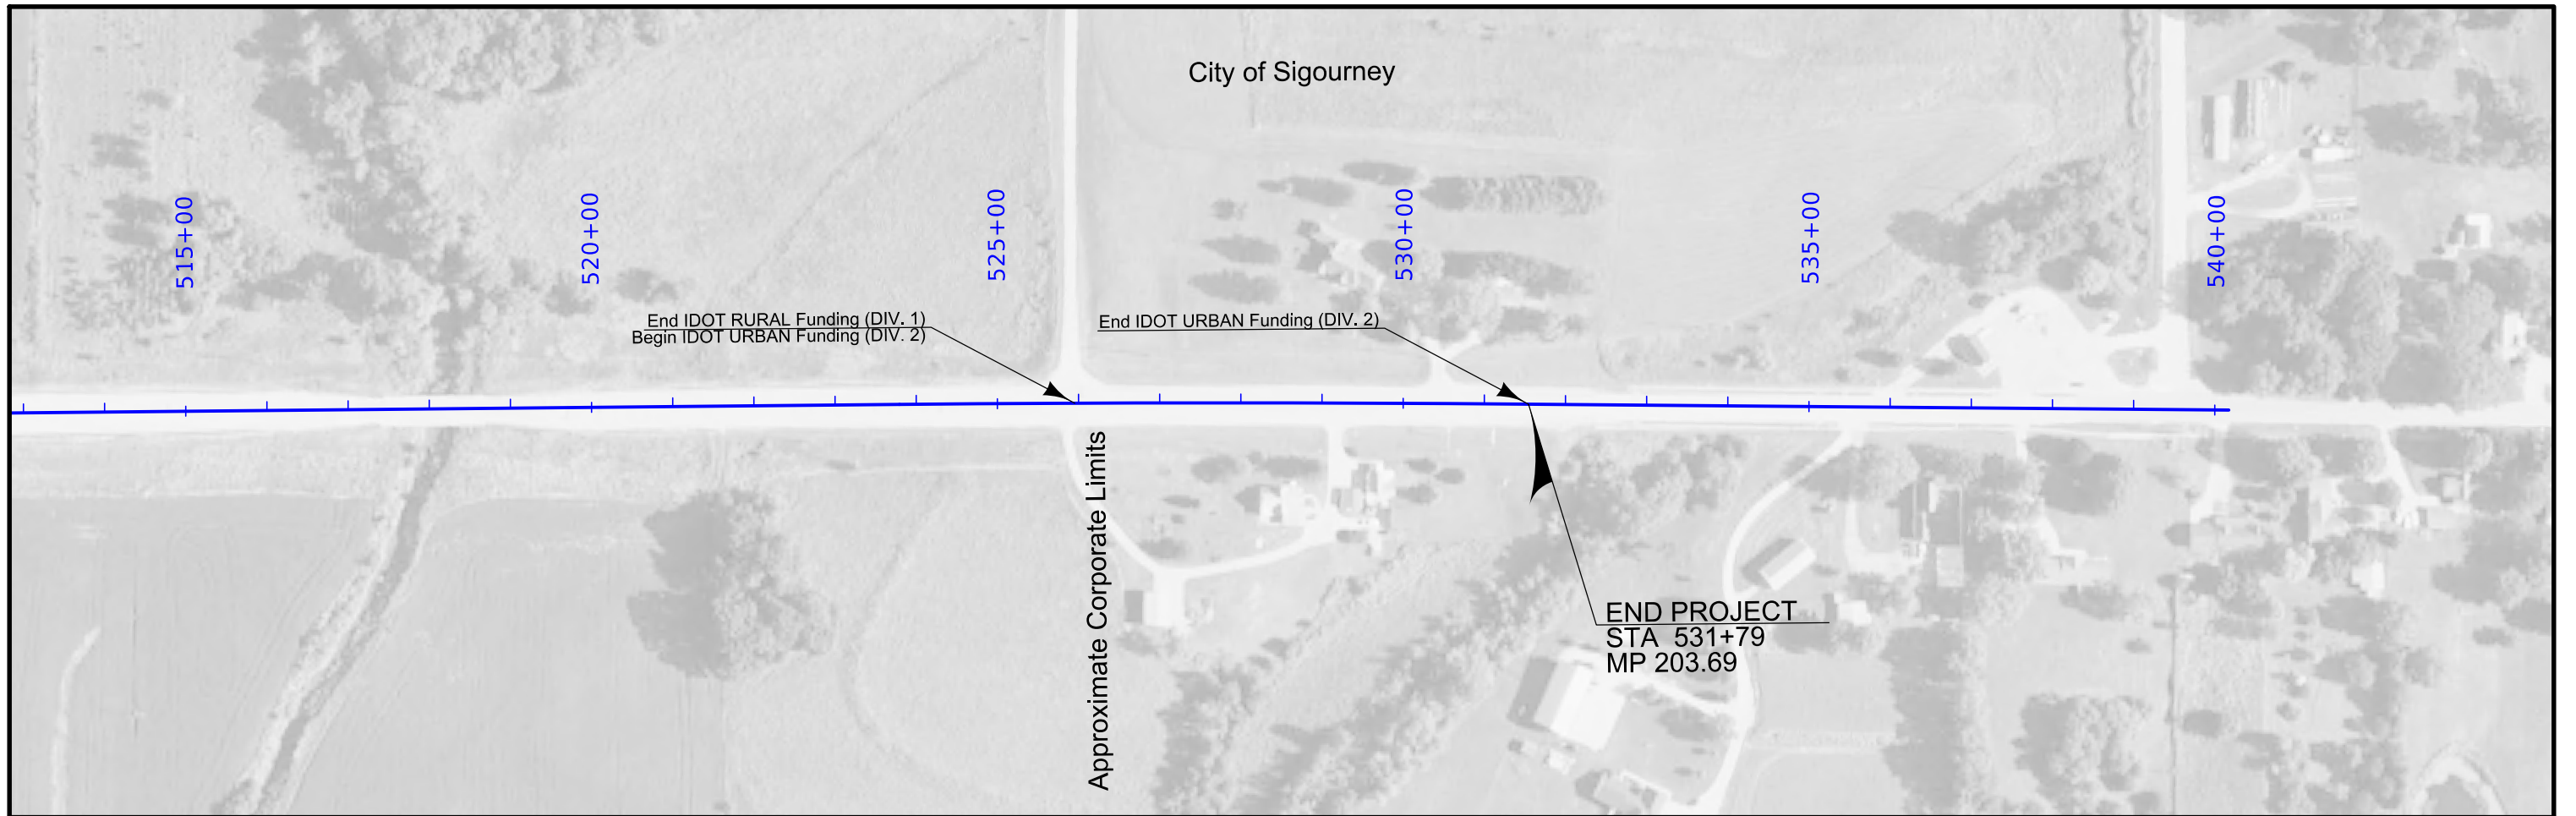 City of Sigourney
515+00
520+00
525+00
530+00
535+00
540+00
End IDOT RURAL Funding (DIV. 1)
Begin IDOT URBAN Funding (DIV. 2)
End IDOT URBAN Funding (DIV. 2)
Approximate Corporate Limits
END PROJECT
STA 531+79
MP 203.69